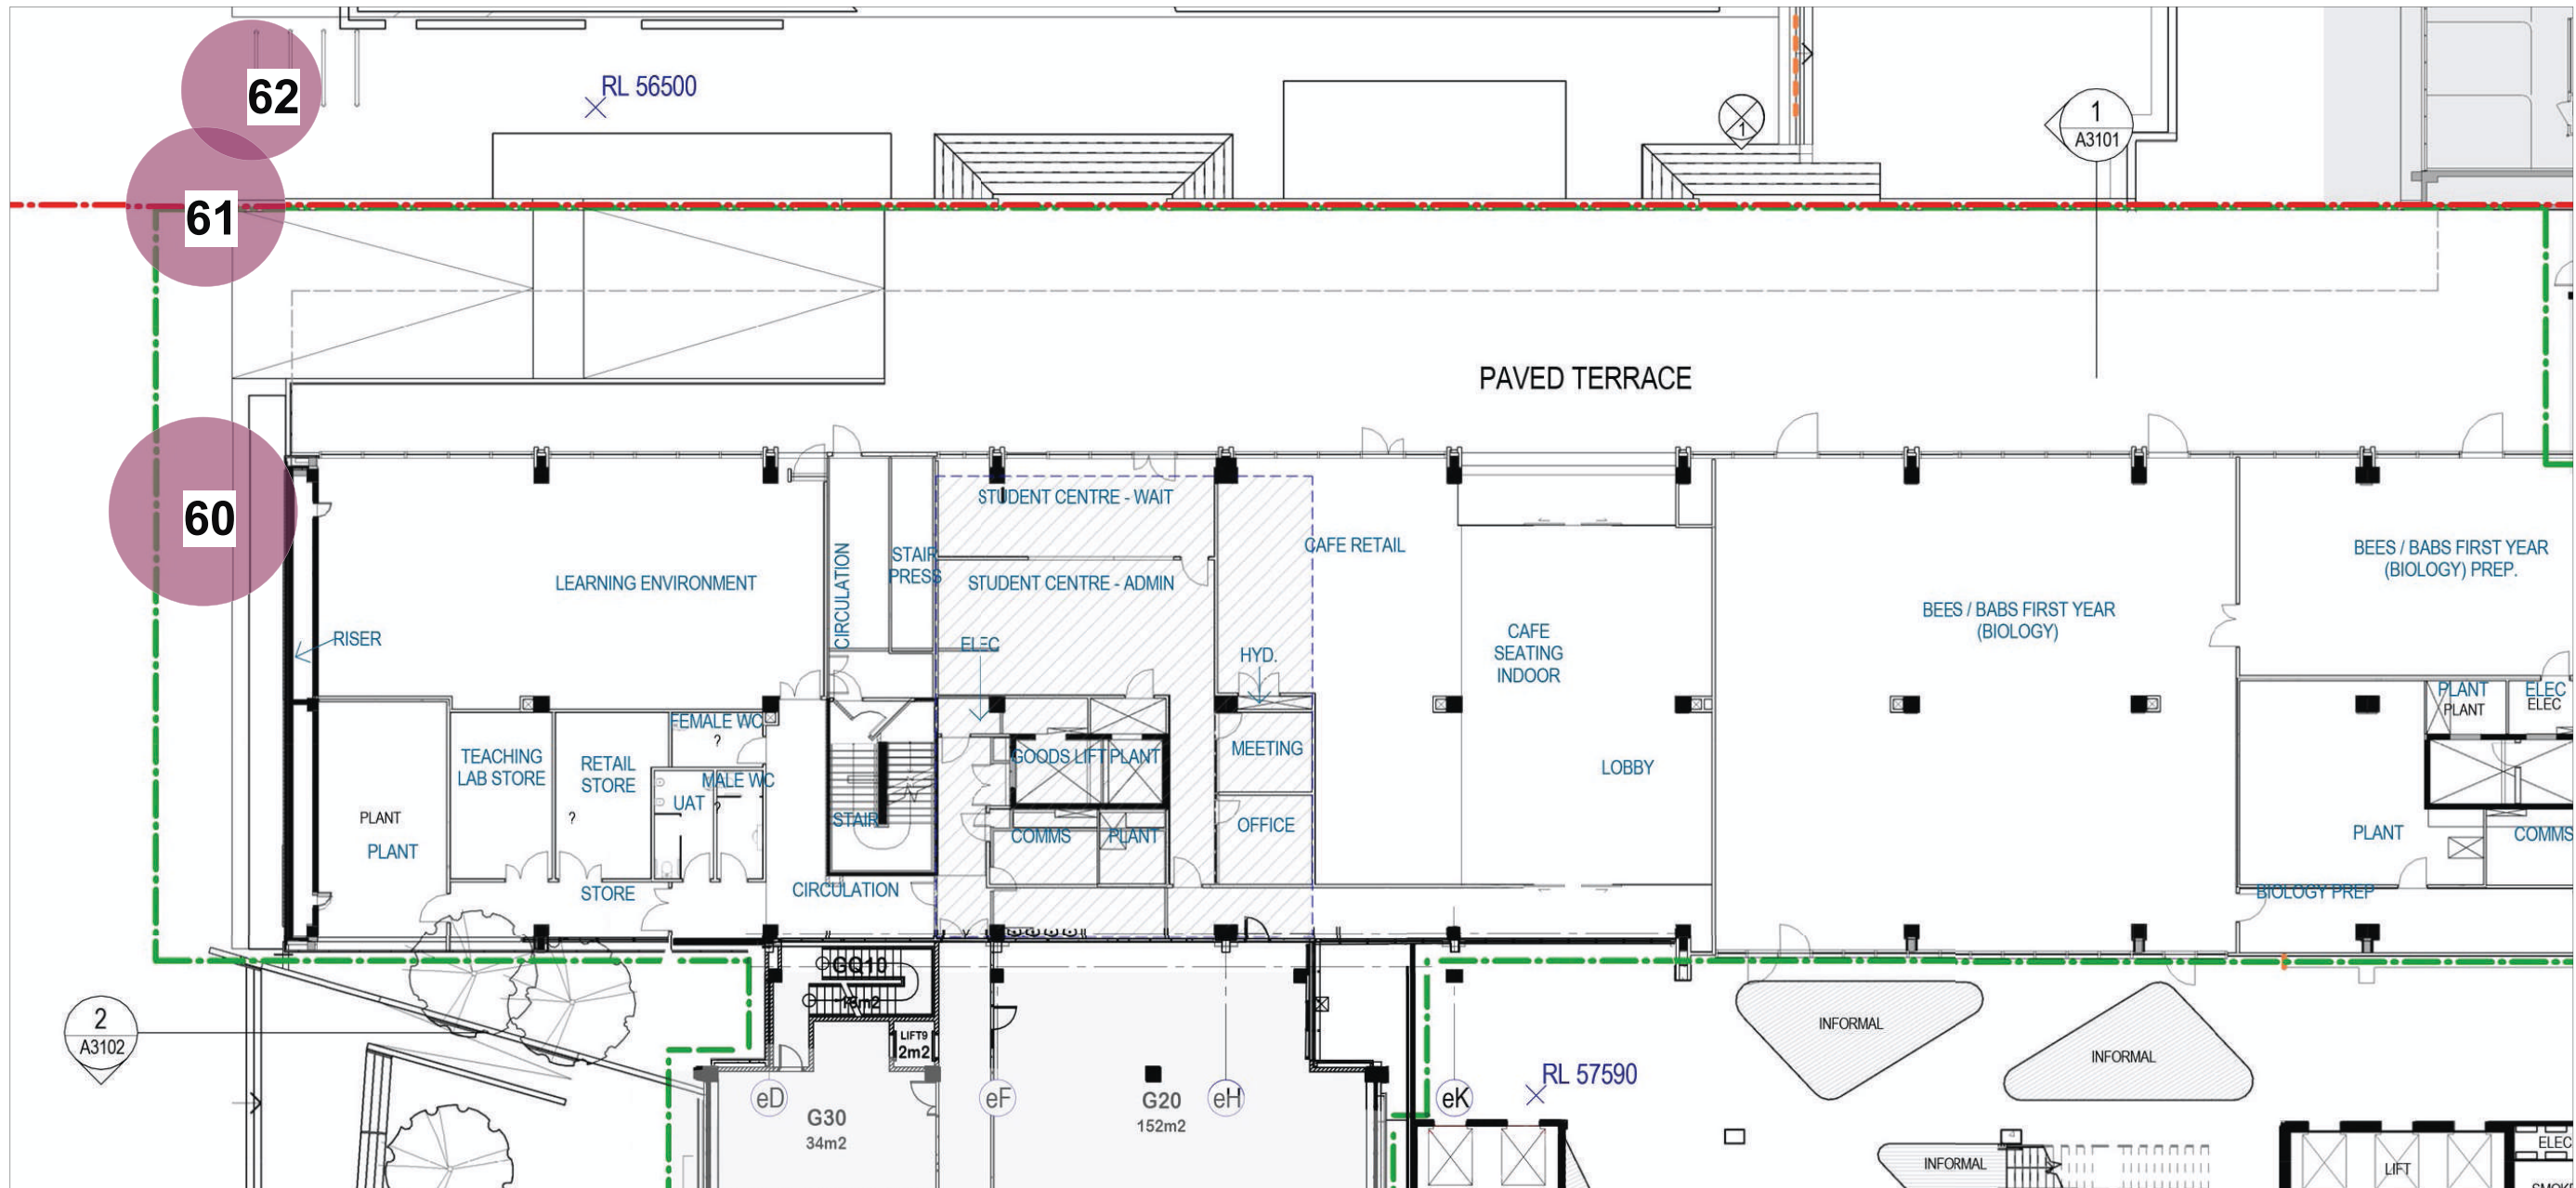 62
RL 56500
1
1
A3101
61
PAVED TERRACE
60
STUDENT CENTRE - WAIT
CAFE RETAIL
CIRCULATION
STAIR
PRESS
LEARNING ENVIRONMENT
STUDENT CENTRE - ADMIN
BEES / BABS FIRST YEAR
(BIOLOGY) PREP.
BEES / BABS FIRST YEAR
(BIOLOGY)
RISER
ELEC
HYD.
CAFE
SEATING
INDOOR
PLANT
PLANT
ELEC
ELEC
FEMALE WC
?
TEACHING
LAB STORE
RETAIL
STORE
?
MALE WC
?
UAT
GOODS LIFT
PLANT
MEETING
LOBBY
PLANT
PLANT
STAIR
COMMS
PLANT
OFFICE
PLANT
COMMS
STORE
CIRCULATION
BIOLOGY PREP
GQ10
LIFT9
2m2
2
A3102
INFORMAL
INFORMAL
RL 57590
eD
eF
eH
eK
G30
34m2
G20
152m2
INFORMAL
LIFT
ELEC